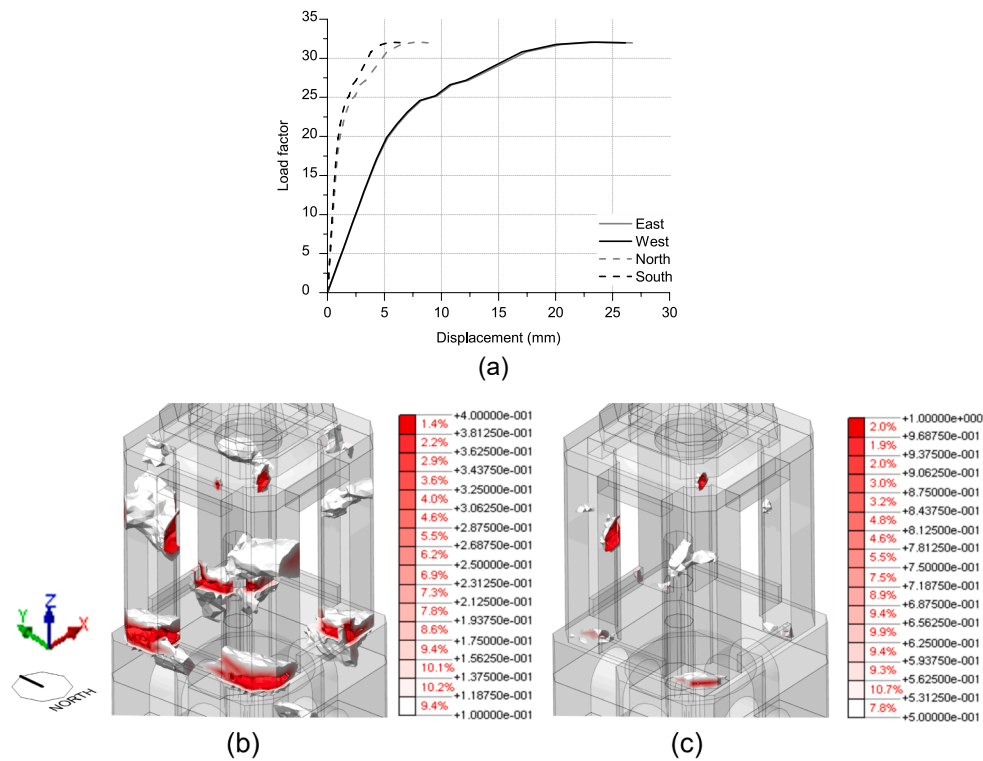 35
30
25
20
15
10
5
0
Load factor
East
West
North
South
0 5 10 15 20 25 30
Displacement (mm)
(a)
+4.00000e-001
1.4%
+3.81250e-001
2.2%
+3.62500e-001
2.9%
+3.43750e-001
3.6%
+3.25000e-001
4.0%
+3.06250e-001
4.6%
+2.87500e-001
5.5%
+2.68750e-001
6.2%
+2.50000e-001
6.9%
+2.31250e-001
7.3%
+2.12500e-001
7.8%
+1.93750e-001
8.6%
+1.75000e-001
9.4%
+1.56250e-001
10.1%
+1.37500e-001
10.2%
+1.18750e-001
9.4%
+1.00000e-001
Z
Y
X
NORTH
(b)
+1.00000e+000
2.0%
+9.68750e-001
1.9%
+9.37500e-001
2.0%
+9.06250e-001
3.0%
+8.75000e-001
3.2%
+8.43750e-001
4.8%
+8.12500e-001
4.6%
+7.81250e-001
5.5%
+7.50000e-001
7.5%
+7.18750e-001
8.9%
+6.87500e-001
9.4%
+6.56250e-001
9.9%
+6.25000e-001
9.4%
+5.93750e-001
9.3%
+5.62500e-001
10.7%
+5.31250e-001
7.8%
+5.00000e-001
(c)